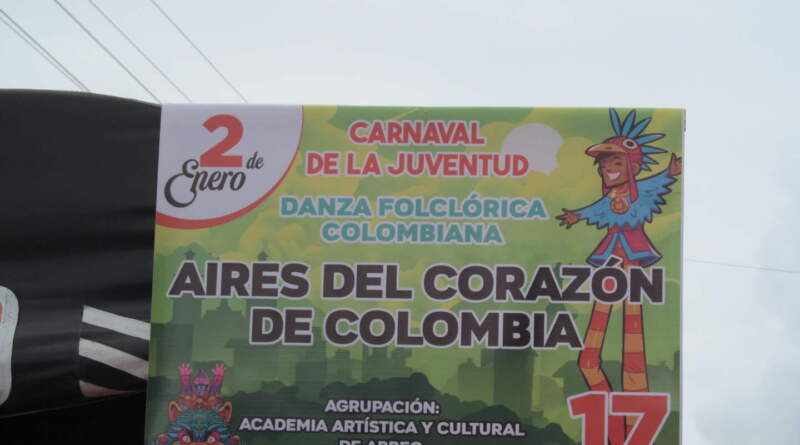 2 de
Enero
CARNAVAL
DE LA JUVENTUD
DANZA FOLCLÓRICA
COLOMBIANA
AIRES DEL CORAZÓN
DE COLOMBIA
AGRUPACIÓN:
ACADEMIA ARTÍSTICA Y CULTURAL
17